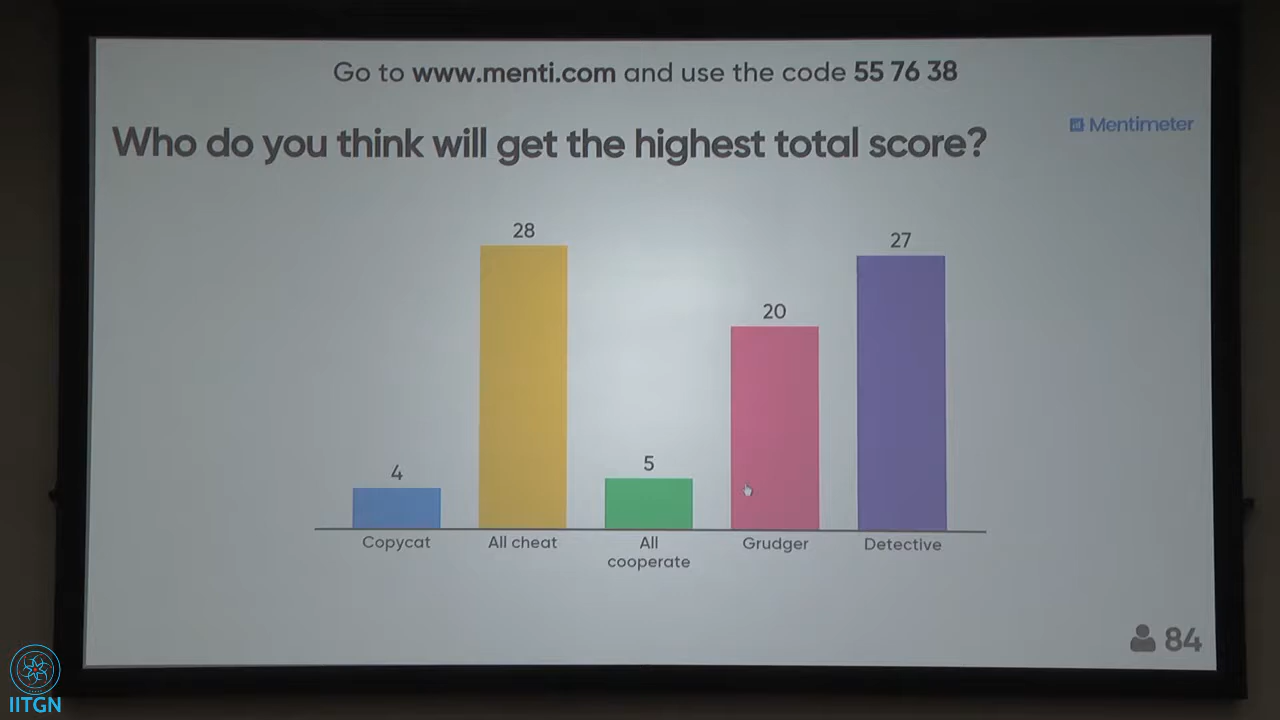 Go to www.menti.com and use the code 55 76 38
Mentimeter
Who do you think will get the highest total score?
28
27
20
5
4
Copycat
All cheat
All
cooperate
Grudger
Detective
84
IITGN